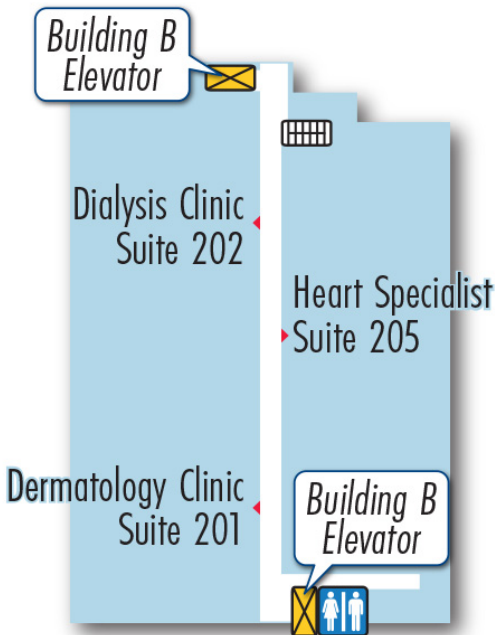 Building B
Elevator
Dialysis Clinic
Suite 202
Heart Specialist
Suite 205
Dermatology Clinic
Suite 201
Building B
Elevator